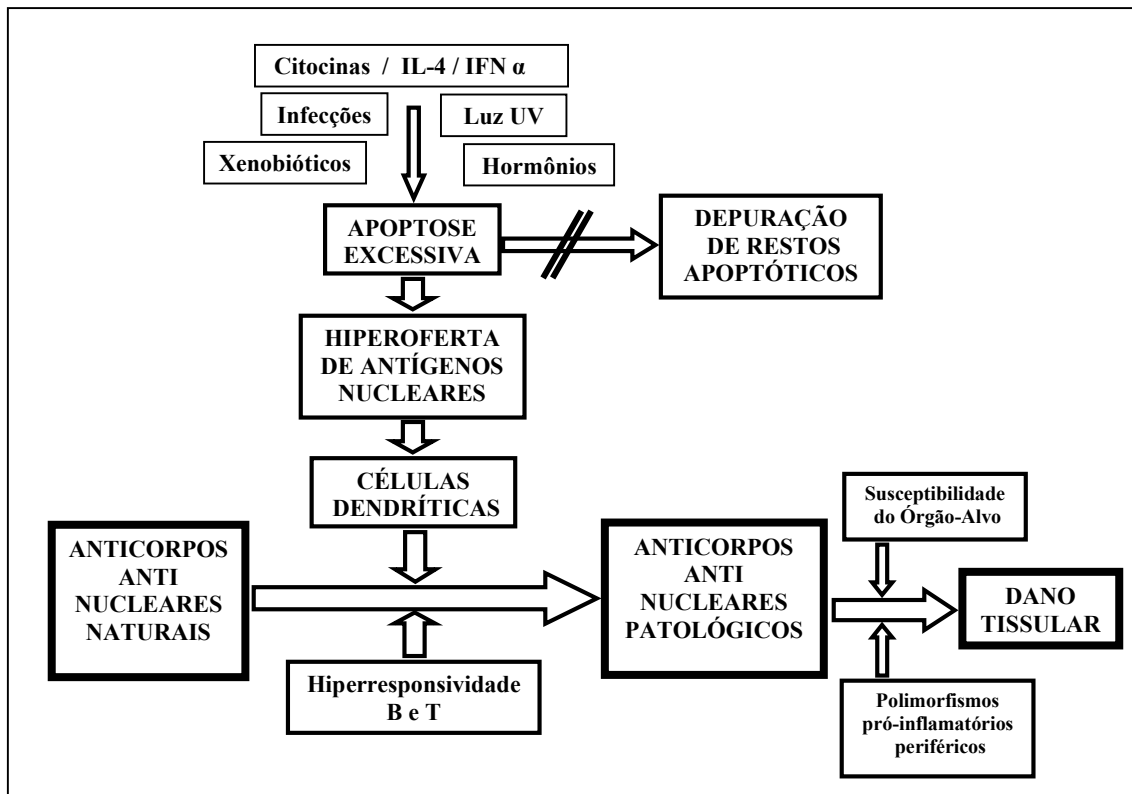 Citocinas / IL-4 / IFN α
Infecções
Luz UV
Xenobióticos
Hormônios
APOPTOSE
EXCESSIVA
DEPURAÇÃO
DE RESTOS
APOPTÓTICOS
HIPEROFERTA
DE ANTÍGENOS
NUCLEARES
CÉLULAS
DENDRÍTICAS
ANTICORPOS
ANTI
NUCLEARES
NATURAIS
Hiperresponsividade
B e T
ANTICORPOS
ANTI
NUCLEARES
PATOLÓGICOS
Susceptibilidade
do Órgão-Alvo
DANO
TISSULAR
Polimorfismos
pró-inflamatórios
periféricos